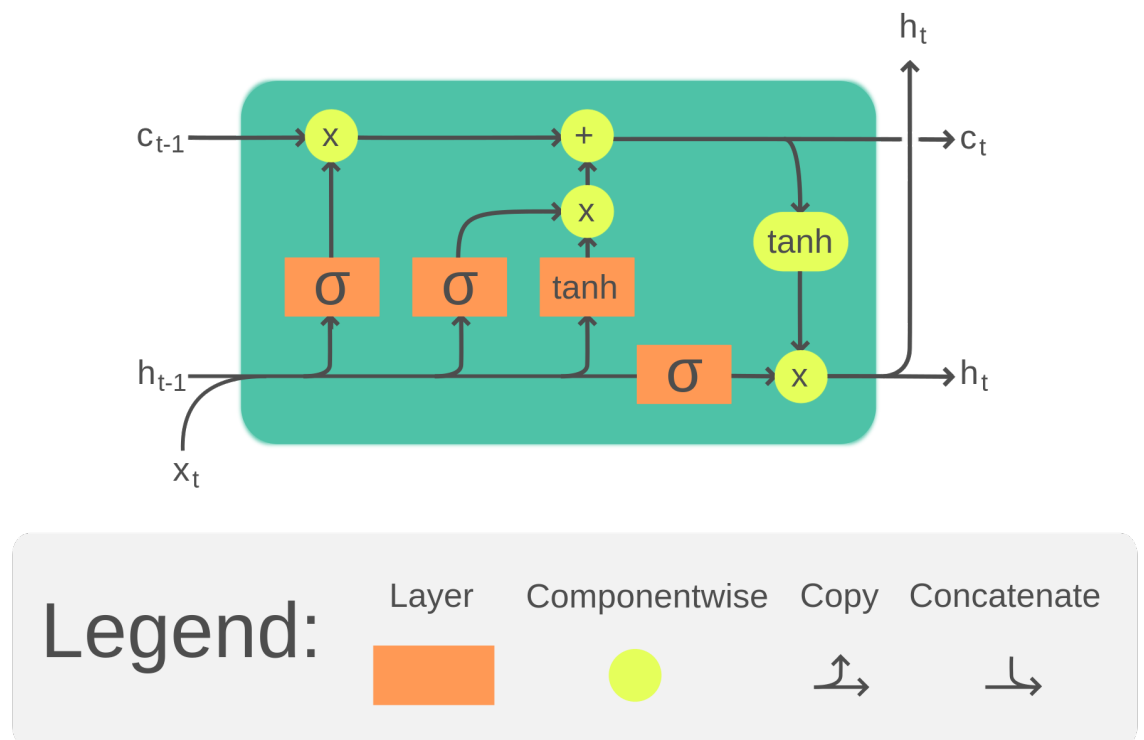 h_t
c_t-1
x
+
c_t
x
tanh
σ
σ
tanh
h_t-1
σ
x
h_t
x_t
Legend:
Layer
Componentwise
Copy
Concatenate